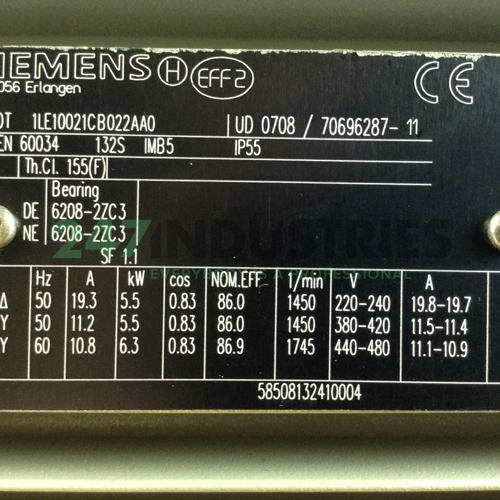 SIEMENS H EFF2 CE
056 Erlangen
OT 1LE10021CB022AA0 UD 0708 / 70696287-11
EN 60034 132S IMB5 IP55
Th.Cl. 155(F)
Bearing
DE 6208-2ZC3
NE 6208-2ZC3
SF 1.1
247 INDUSTRIES
Hz A kW cos NOM.EFF 1/min V A
Δ 50 19.3 5.5 0.83 86.0 1450 220-240 19.8-19.7
Y 50 11.2 5.5 0.83 86.0 1450 380-420 11.5-11.4
Y 60 10.8 6.3 0.83 86.9 1745 440-480 11.1-10.9
58508132410004